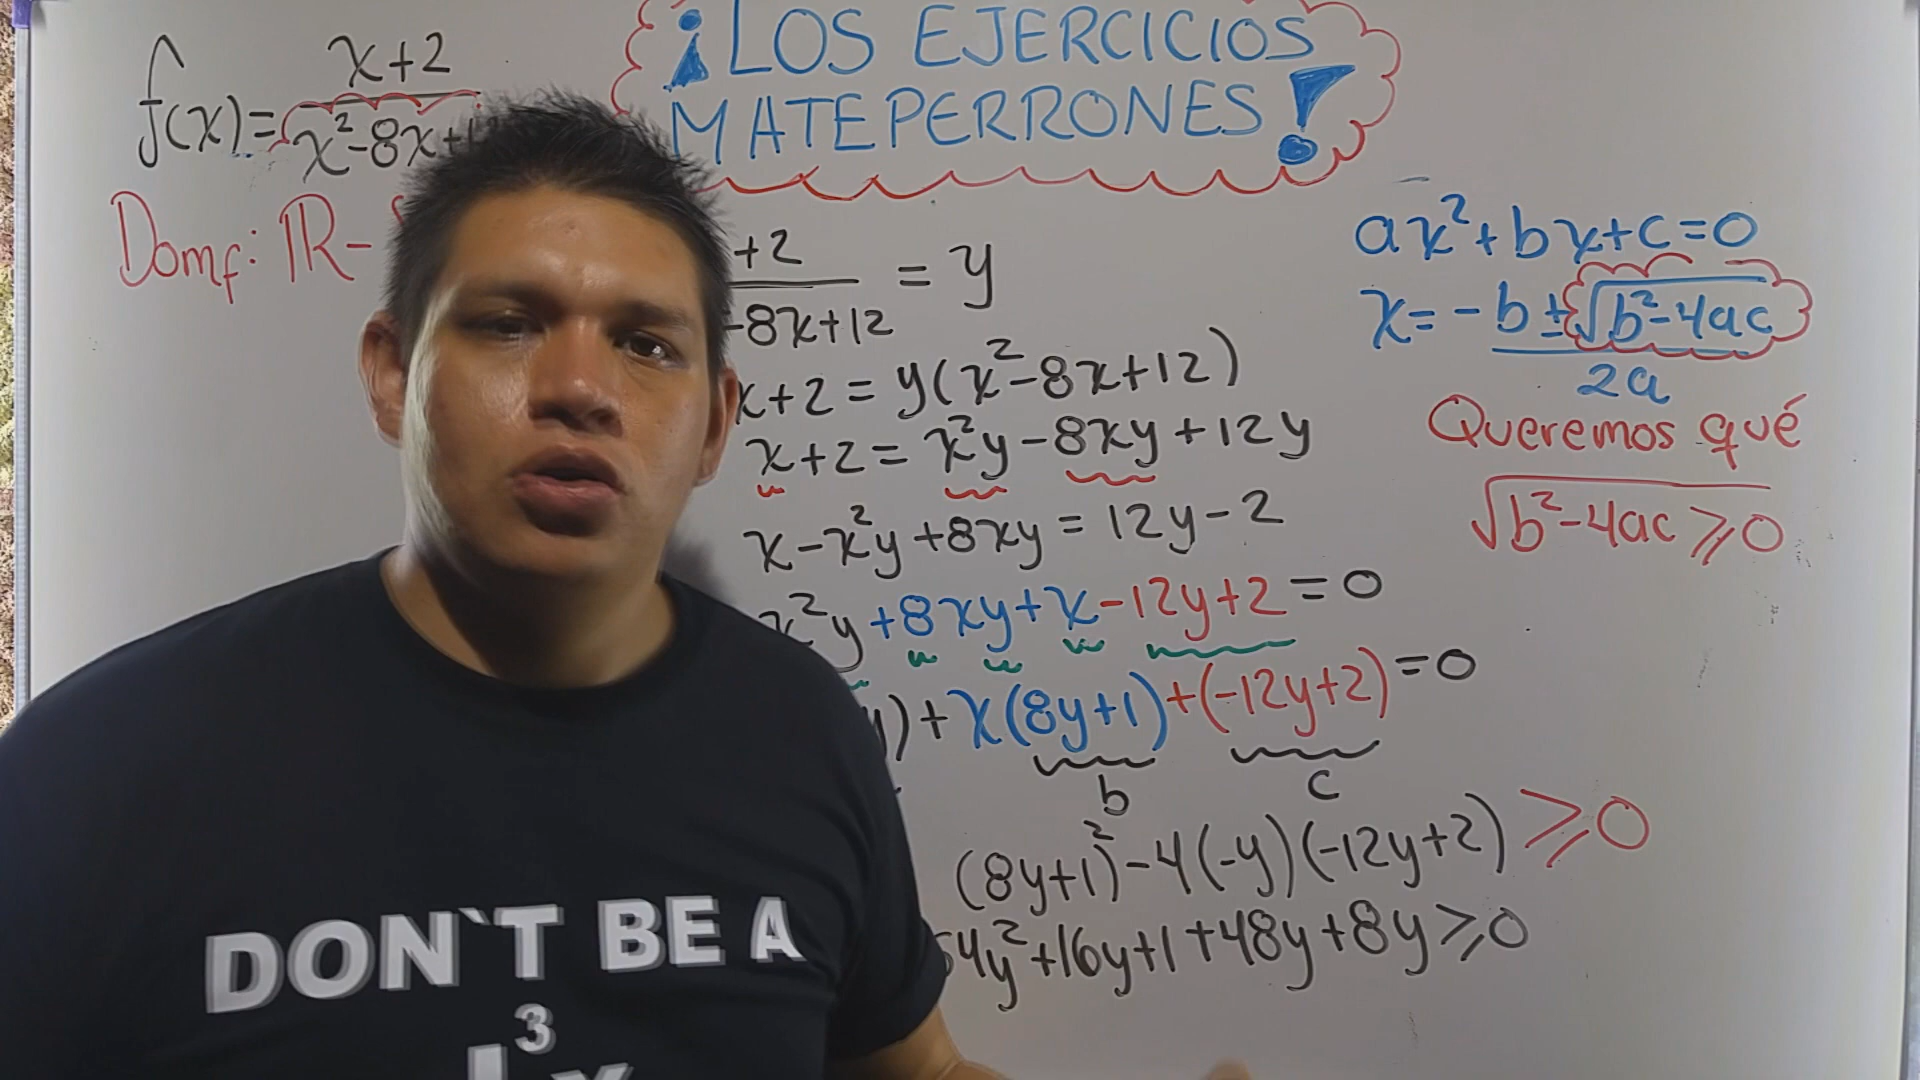 ¡LOS EJERCICIOS
MATEPERRONES!
f(x)= x+2
x²-8x+1
Domf: ℝ-
+2
-8x+12
= y
x+2 = y(x²-8x+12)
x+2 = x²y-8xy+12y
x-x²y+8xy = 12y-2
x²y+8xy+x-12y+2=0
y)+x(8y+1)+(-12y+2)=0
b
c
(8y+1)²-4(-y)(-12y+2)⩾0
64y²+16y+1+48y+8y⩾0
ax²+bx+c=0
x= -b±√b²-4ac
2a
Queremos qué
√b²-4ac⩾0
DON`T BE A
3